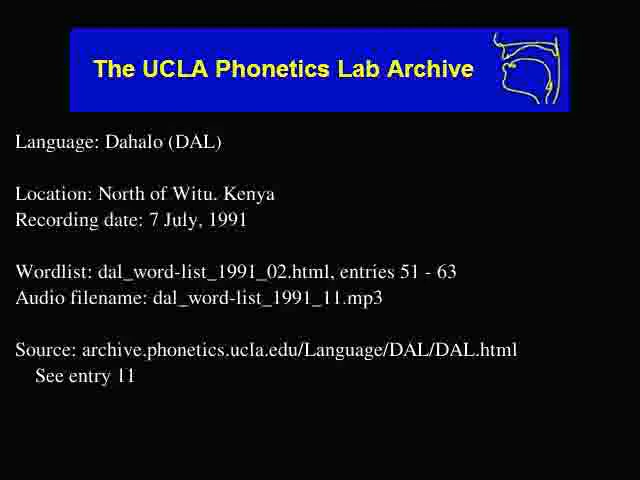 The UCLA Phonetics Lab Archive
Language: Dahalo (DAL)
Location: North of Witu. Kenya
Recording date: 7 July, 1991
Wordlist: dal_word-list_1991_02.html, entries 51 - 63
Audio filename: dal_word-list_1991_11.mp3
Source: archive.phonetics.ucla.edu/Language/DAL/DAL.html
See entry 11